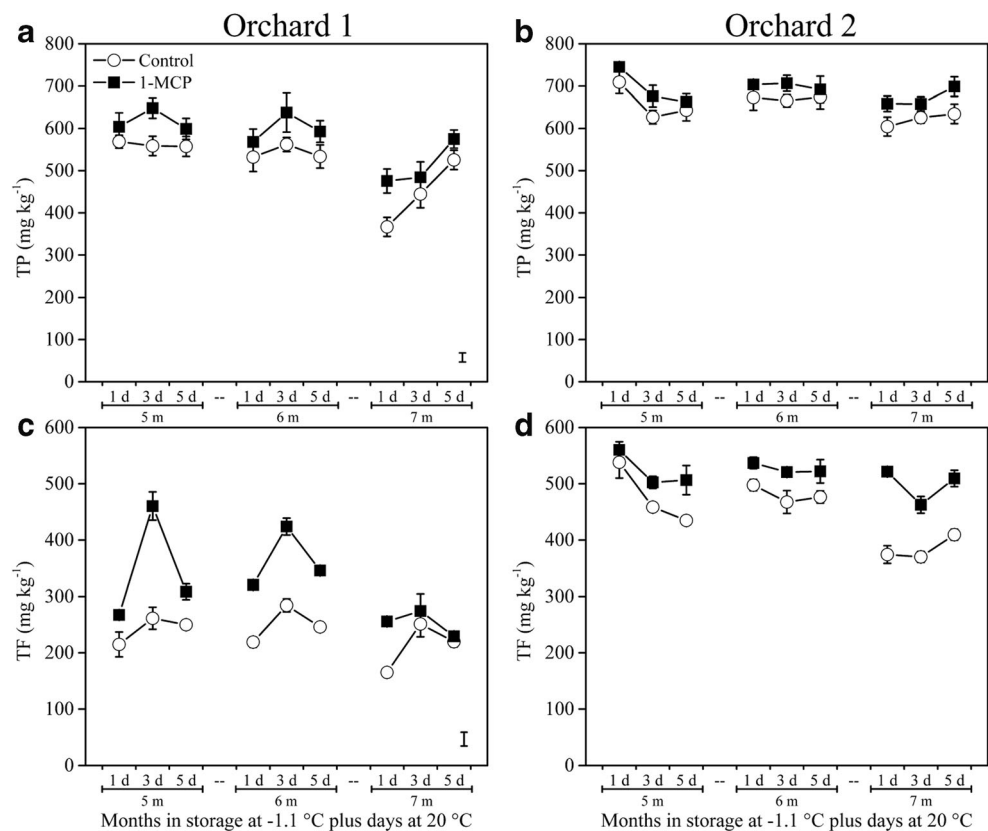 Orchard 1
Orchard 2
a
b
800
700
600
500
400
300
200
100
0
TP (mg kg-1)
Control
1-MCP
1 d 3 d 5 d -- 1 d 3 d 5 d -- 1 d 3 d 5 d
5 m 6 m 7 m
800
700
600
500
400
300
200
100
0
TP (mg kg-1)
1 d 3 d 5 d -- 1 d 3 d 5 d -- 1 d 3 d 5 d
5 m 6 m 7 m
c
d
600
500
400
300
200
100
0
TF (mg kg-1)
1 d 3 d 5 d -- 1 d 3 d 5 d -- 1 d 3 d 5 d
5 m 6 m 7 m
Months in storage at -1.1 °C plus days at 20 °C
600
500
400
300
200
100
0
TF (mg kg-1)
1 d 3 d 5 d -- 1 d 3 d 5 d -- 1 d 3 d 5 d
5 m 6 m 7 m
Months in storage at -1.1 °C plus days at 20 °C